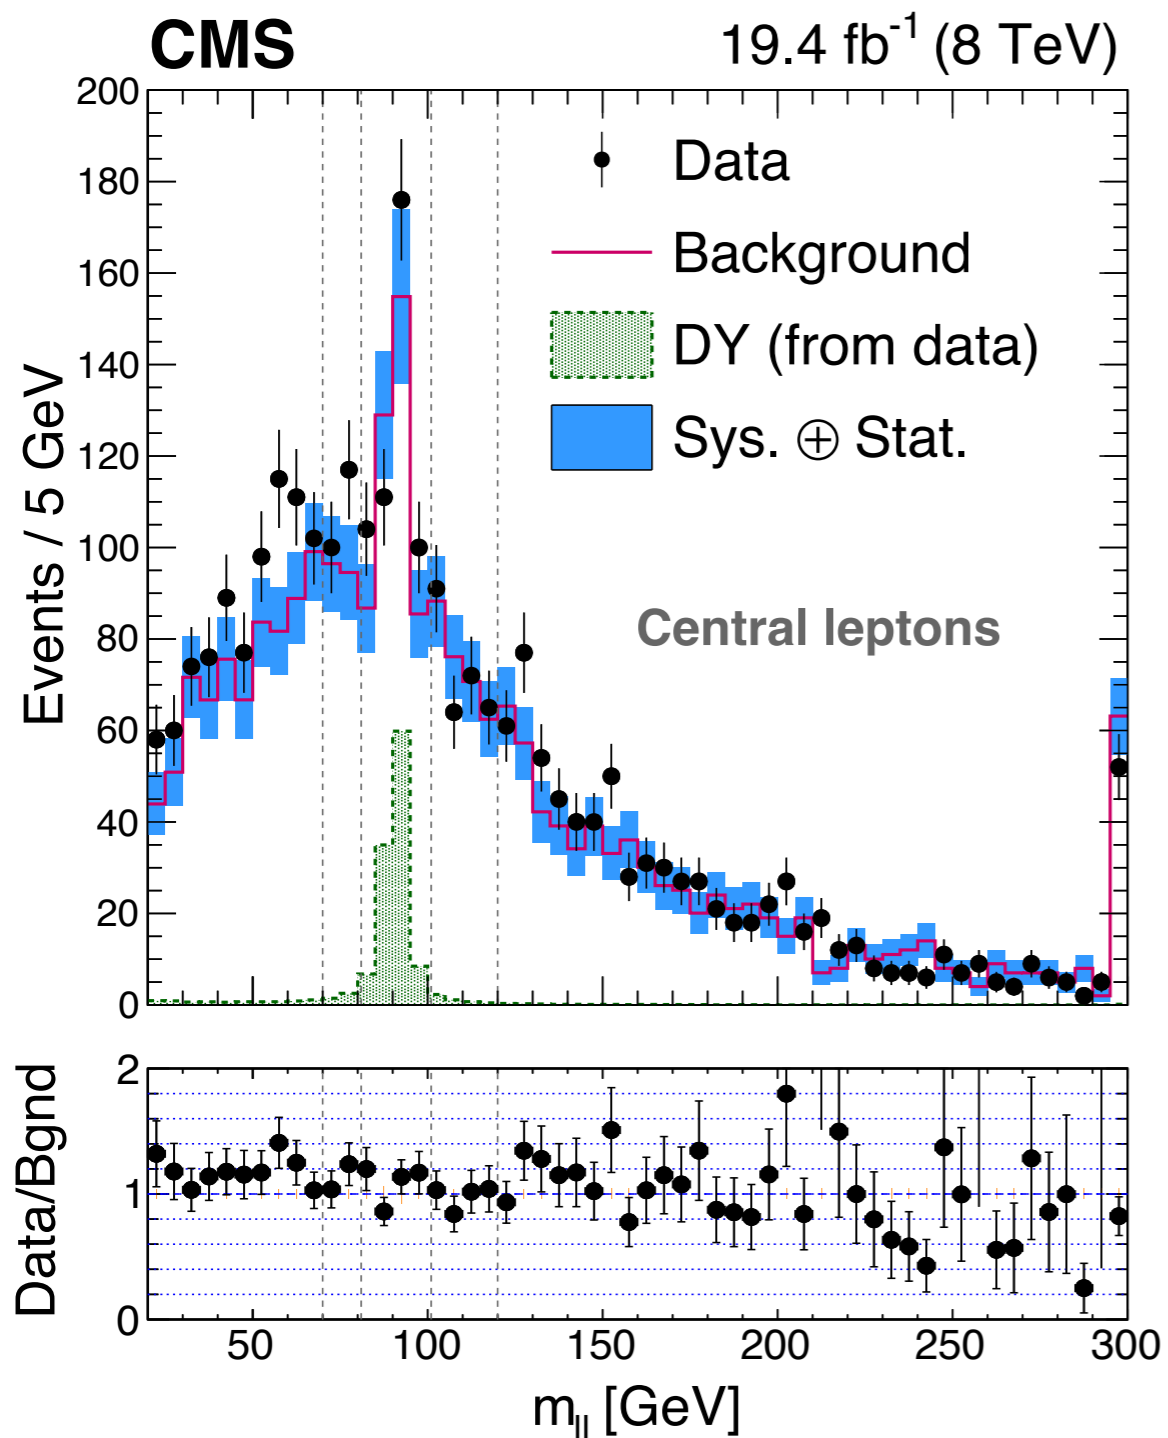 CMS 19.4 fb-1 (8 TeV)
Data
Background
DY (from data)
Sys. ⊕ Stat.
Central leptons
Events / 5 GeV
200
180
160
140
120
100
80
60
40
20
0
Data/Bgnd
2
1
0
50 100 150 200 250 300
mll [GeV]